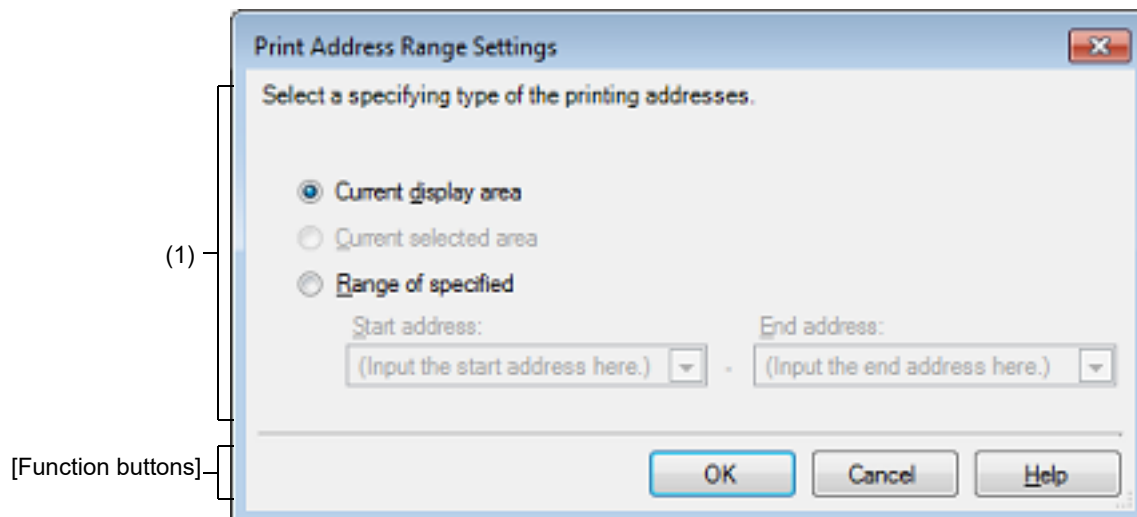 Print Address Range Settings
Select a specifying type of the printing addresses.
Current display area
(1)
Current selected area
Range of specified
Start address: End address:
(Input the start address here.) - (Input the end address here.)
[Function buttons]
OK Cancel Help